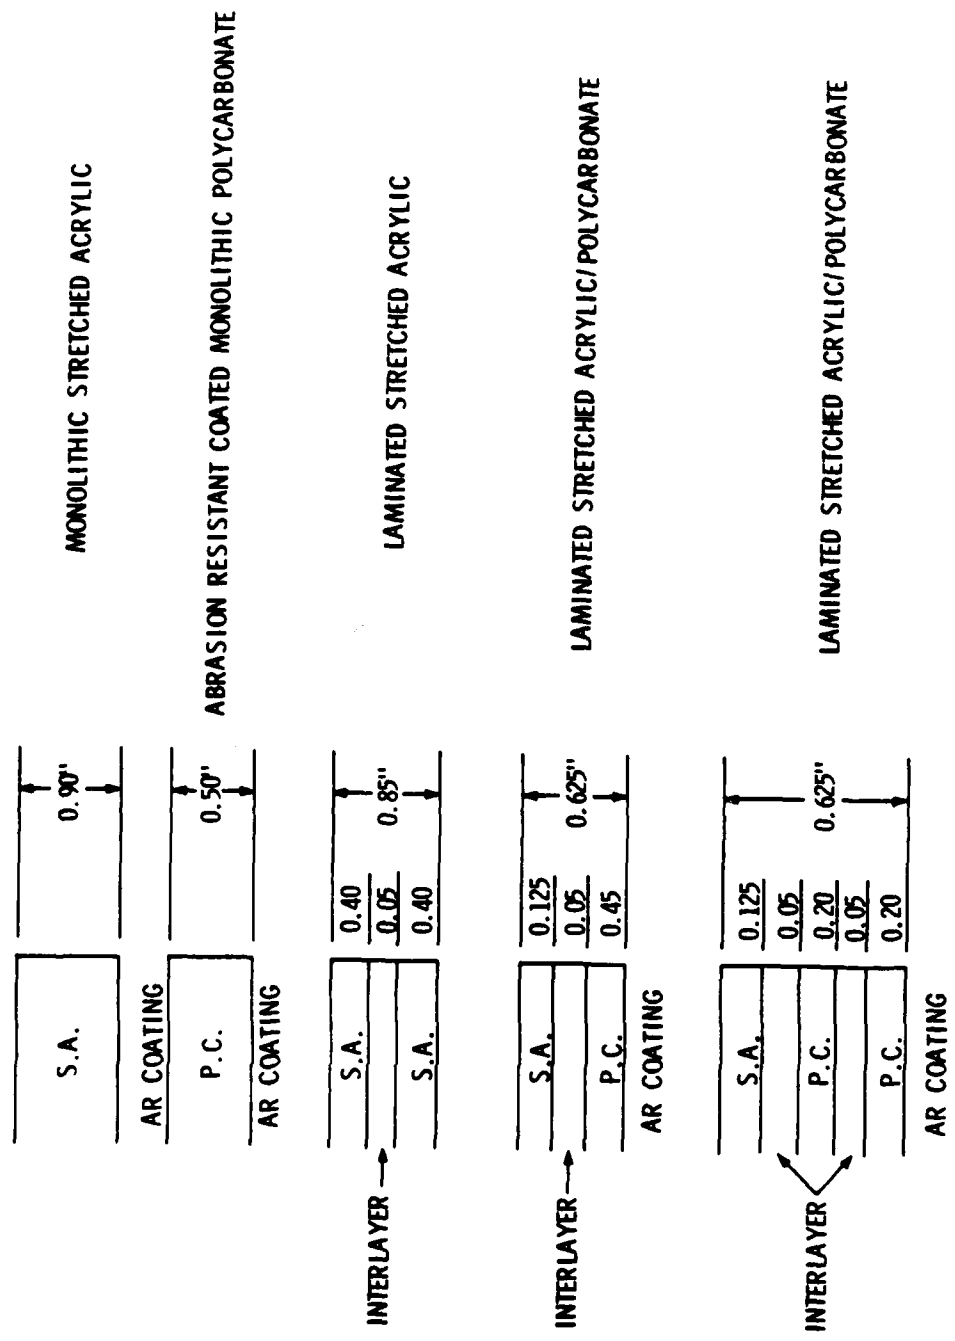 S.A.
0.90"
MONOLITHIC STRETCHED ACRYLIC
AR COATING
P.C.
0.50"
ABRASION RESISTANT COATED MONOLITHIC POLYCARBONATE
AR COATING
S.A.
0.40
INTERLAYER
0.05
0.85"
LAMINATED STRETCHED ACRYLIC
S.A.
0.40
S.A.
0.125
INTERLAYER
0.05
0.625"
LAMINATED STRETCHED ACRYLIC/POLYCARBONATE
P.C.
0.45
AR COATING
S.A.
0.125
0.05
INTERLAYER
P.C.
0.20
0.625"
LAMINATED STRETCHED ACRYLIC/POLYCARBONATE
0.05
P.C.
0.20
AR COATING